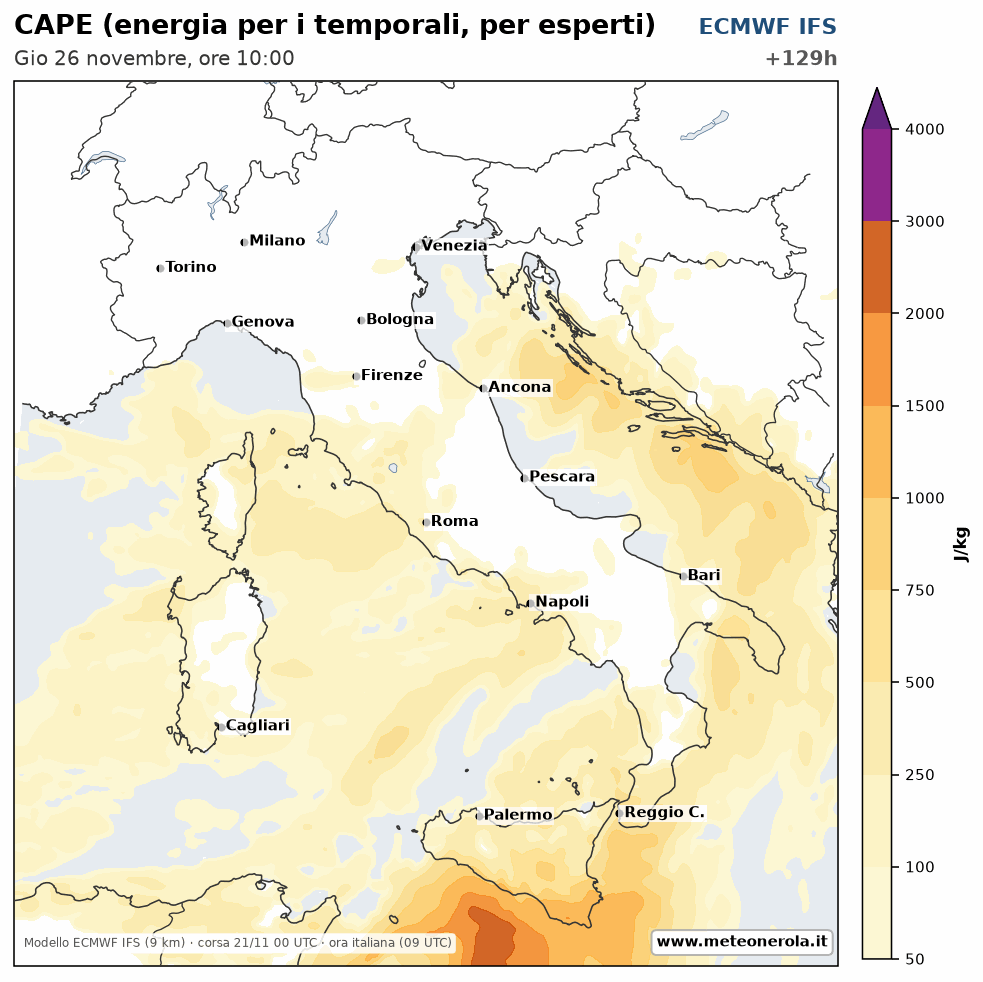 CAPE (energia per i temporali, per esperti)
ECMWF IFS
Gio 26 novembre, ore 10:00
+129h
Milano
Venezia
Torino
Genova
Bologna
Firenze
Ancona
Pescara
Roma
Bari
Napoli
Cagliari
Palermo
Reggio C.
4000
3000
2000
1500
1000
750
500
250
100
50
J/kg
Modello ECMWF IFS (9 km) · corsa 21/11 00 UTC · ora italiana (09 UTC)
www.meteonerola.it